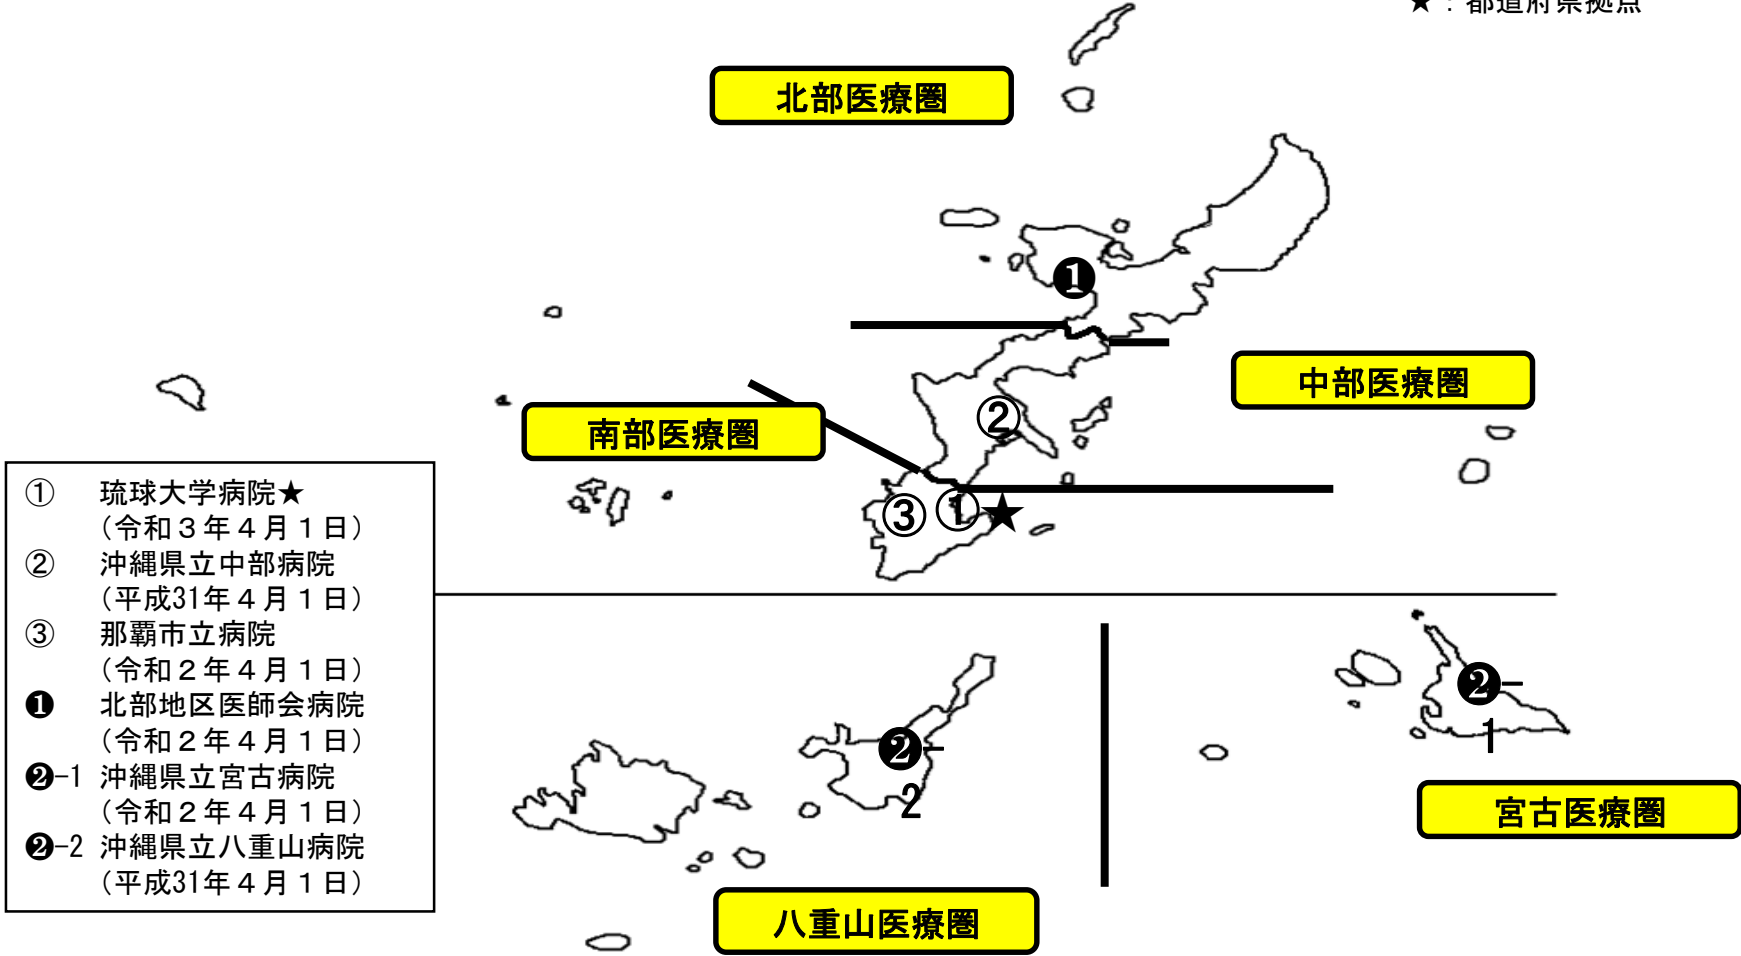 ★：都道府県拠点
北部医療圏
❶
中部医療圏
②
南部医療圏
③
①★
① 琉球大学病院★
（令和３年４月１日）
② 沖縄県立中部病院
（平成31年４月１日）
③ 那覇市立病院
（令和２年４月１日）
❶ 北部地区医師会病院
（令和２年４月１日）
❷-1 沖縄県立宮古病院
（令和２年４月１日）
❷-2 沖縄県立八重山病院
（平成31年４月１日）
❷-
1
❷-
2
宮古医療圏
八重山医療圏